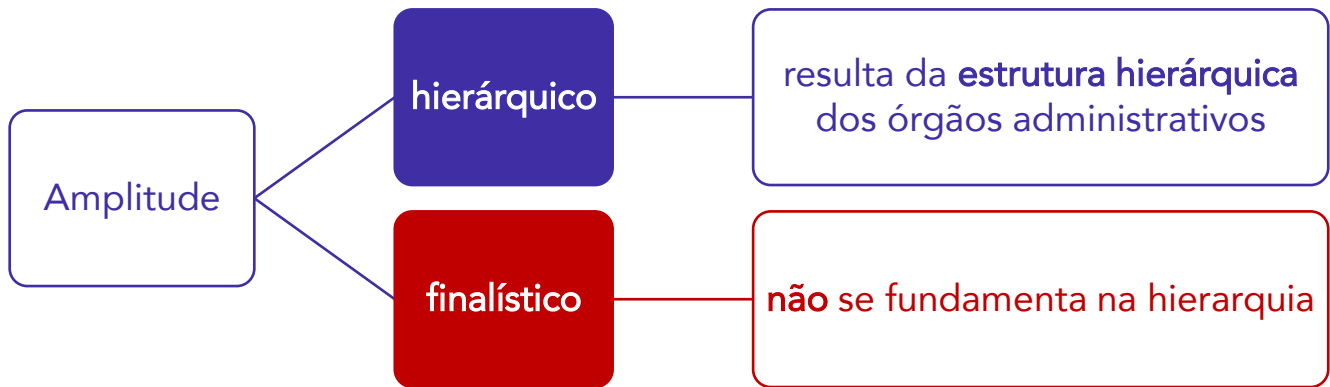 Amplitude
hierárquico
resulta da estrutura hierárquica
dos órgãos administrativos
finalístico
não se fundamenta na hierarquia